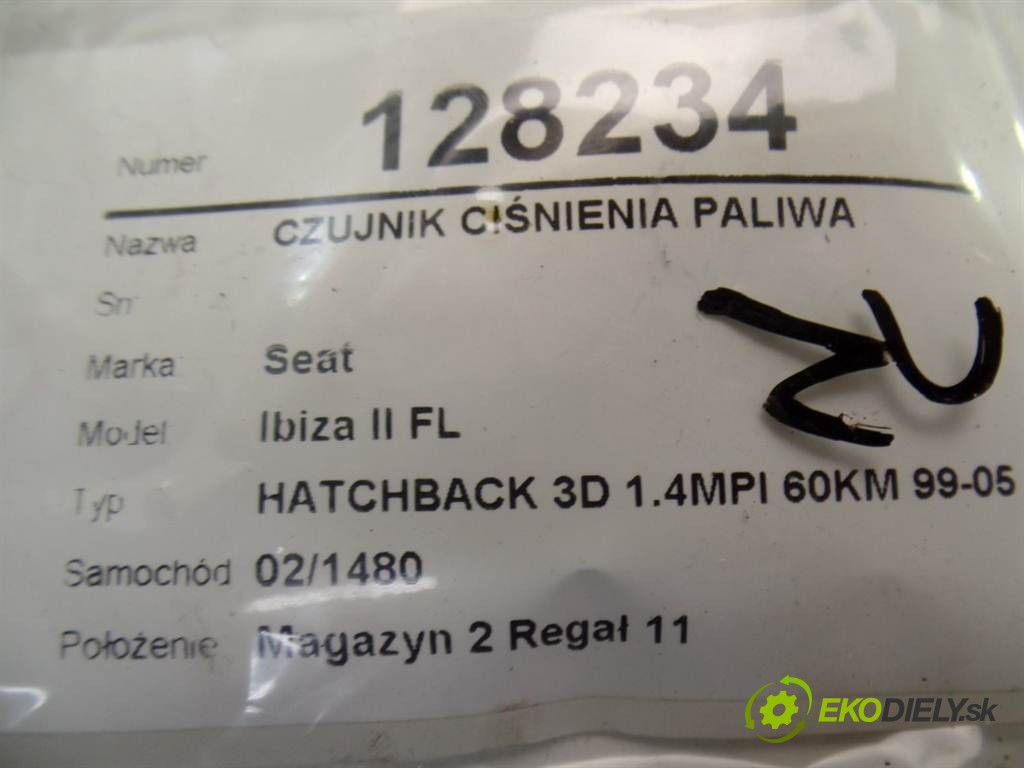 Numer 128234
Nazwa CZUJNIK CIŚNIENIA PALIWA
Sn
Marka Seat
Model Ibiza II FL
Typ HATCHBACK 3D 1.4MPI 60KM 99-05
Samochód 02/1480
Położenie Magazyn 2 Regał 11
EKODIELY.sk